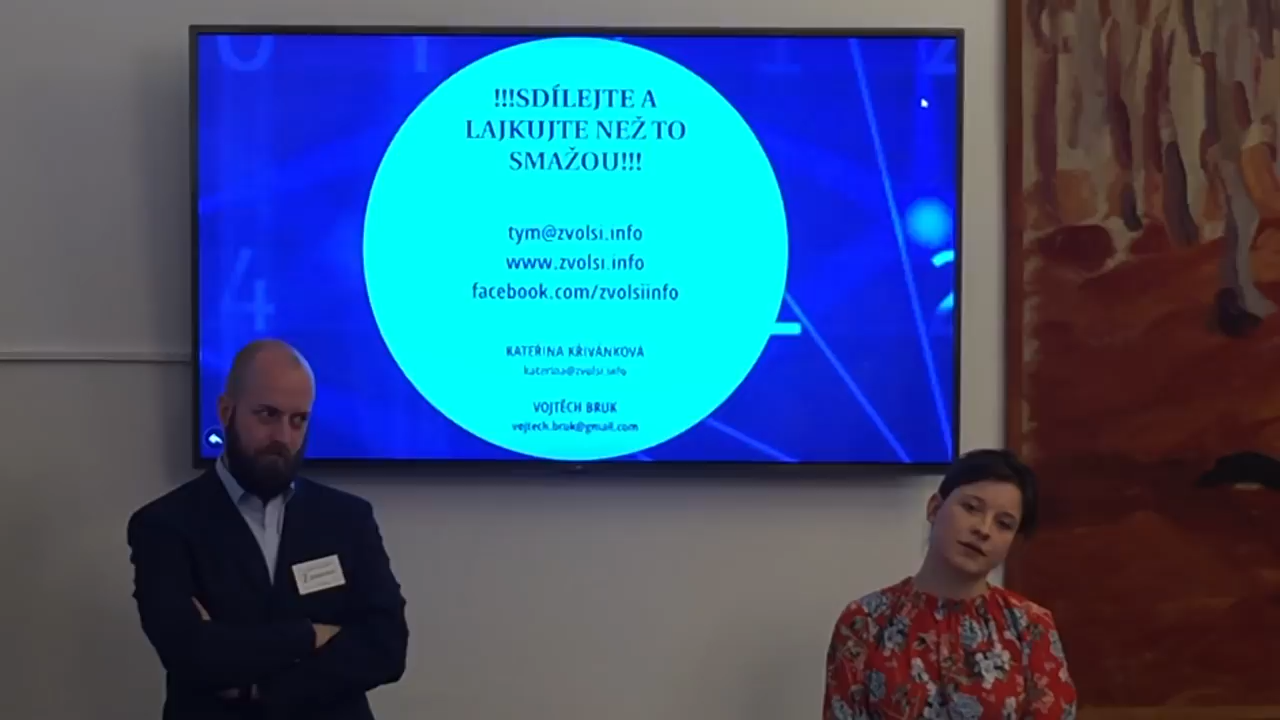 !!!SDÍLEJTE A
LAJKUJTE NEŽ TO
SMAŽOU!!!
tym@zvolsi.info
www.zvolsi.info
facebook.com/zvolsiinfo
KATEŘINA KŘIVÁNKOVÁ
katerina@zvolsi.info
VOJTĚCH BRUK
vojtech.bruk@gmail.com
4